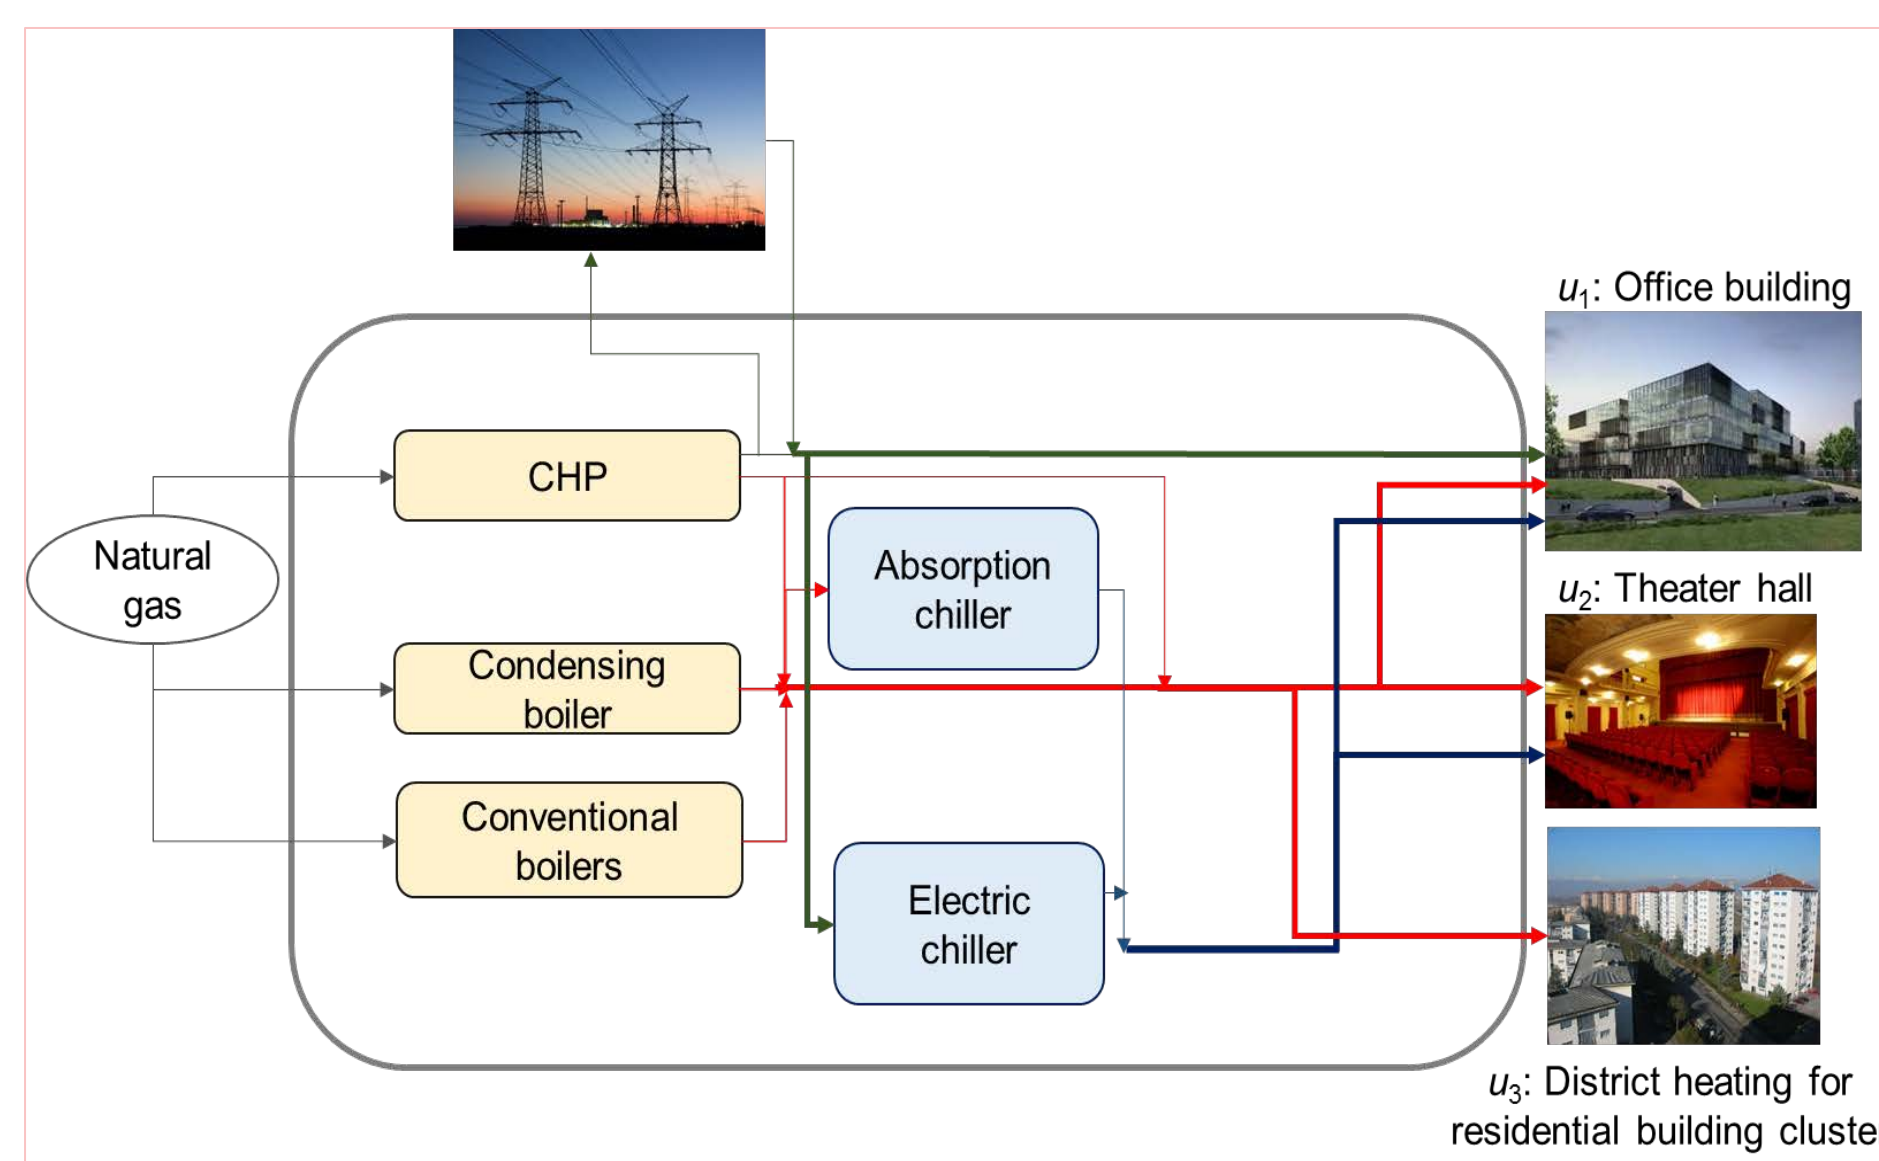 u1: Office building
CHP
Natural
gas
Absorption
chiller
u2: Theater hall
Condensing
boiler
Conventional
boilers
Electric
chiller
u3: District heating for
residential building cluste